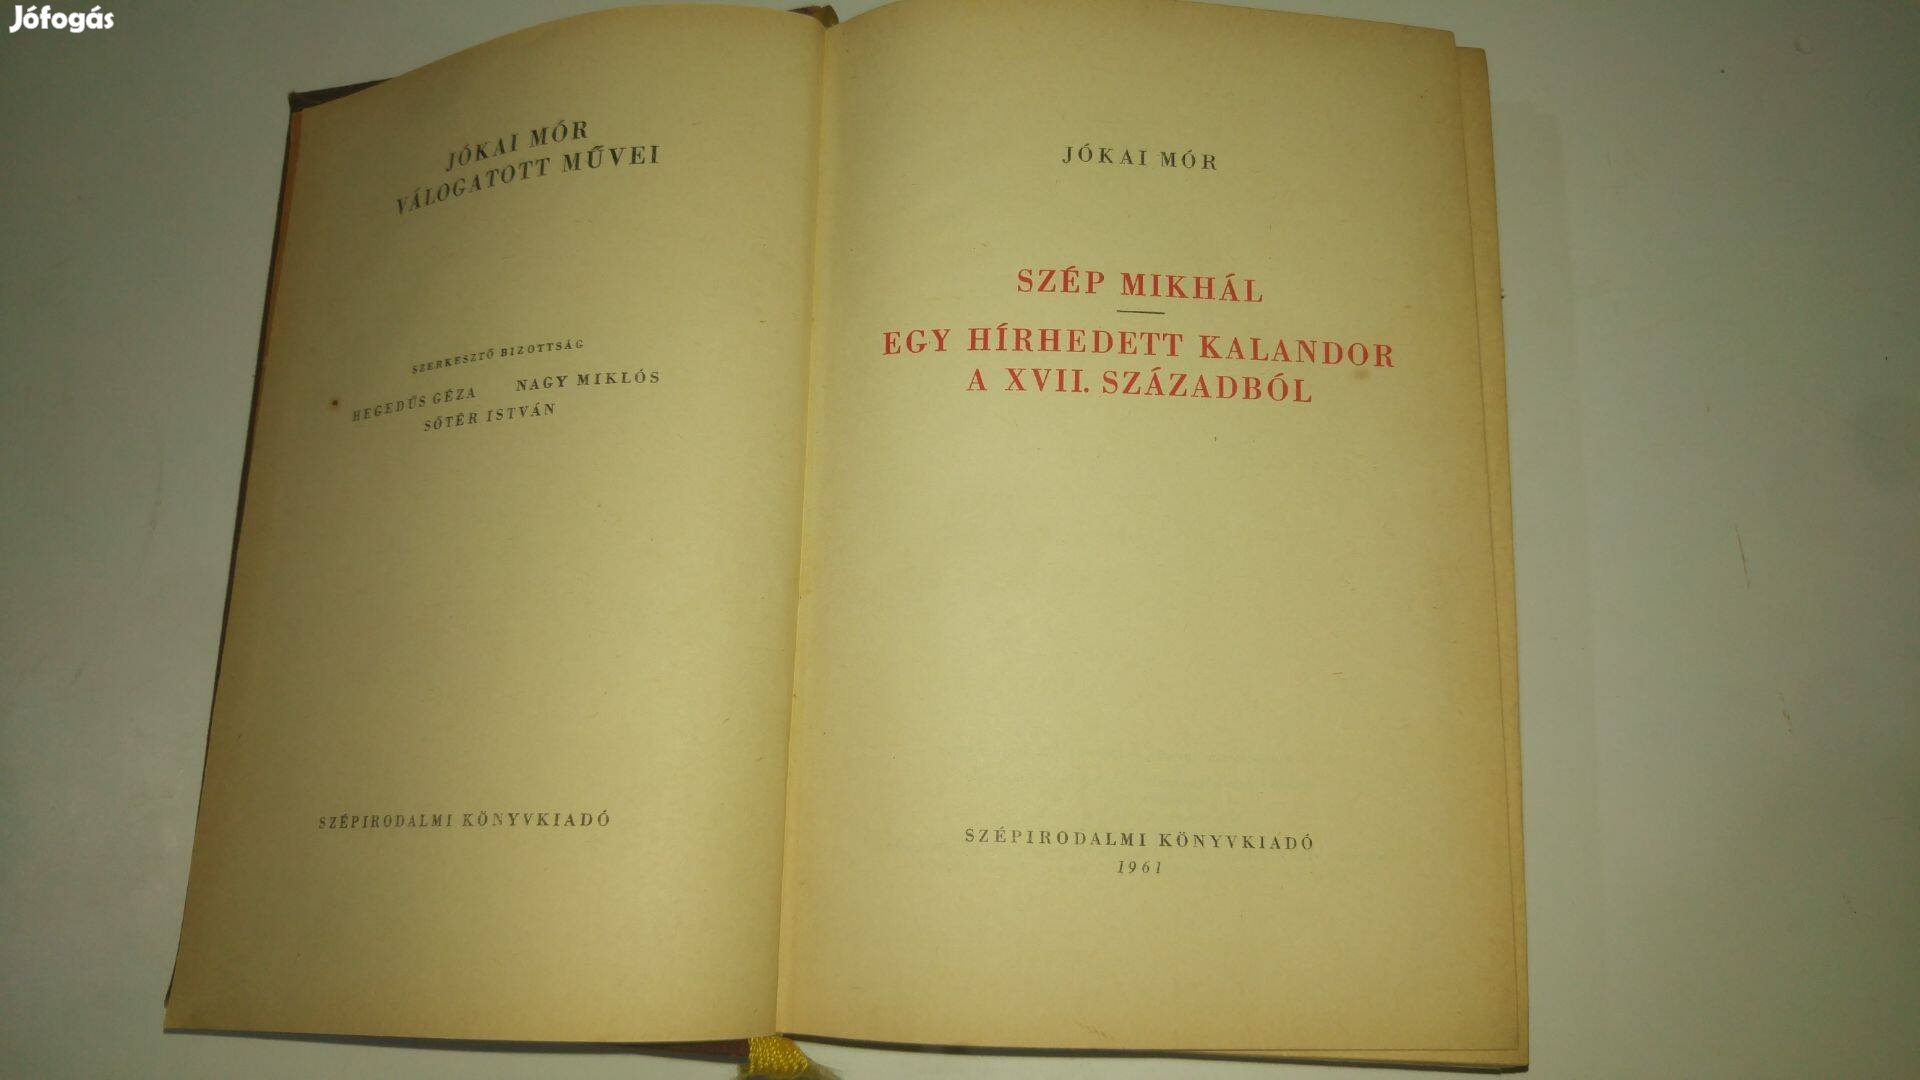 Jófogás
JÓKAI MÓR
VÁLOGATOTT MŰVEI
SZERKESZTŐ BIZOTTSÁG
HEGEDŰS GÉZA NAGY MIKLÓS
SŐTÉR ISTVÁN
SZÉPIRODALMI KÖNYVKIADÓ
JÓKAI MÓR
SZÉP MIKHÁL
EGY HÍRHEDETT KALANDOR
A XVII. SZÁZADBÓL
SZÉPIRODALMI KÖNYVKIADÓ
1961